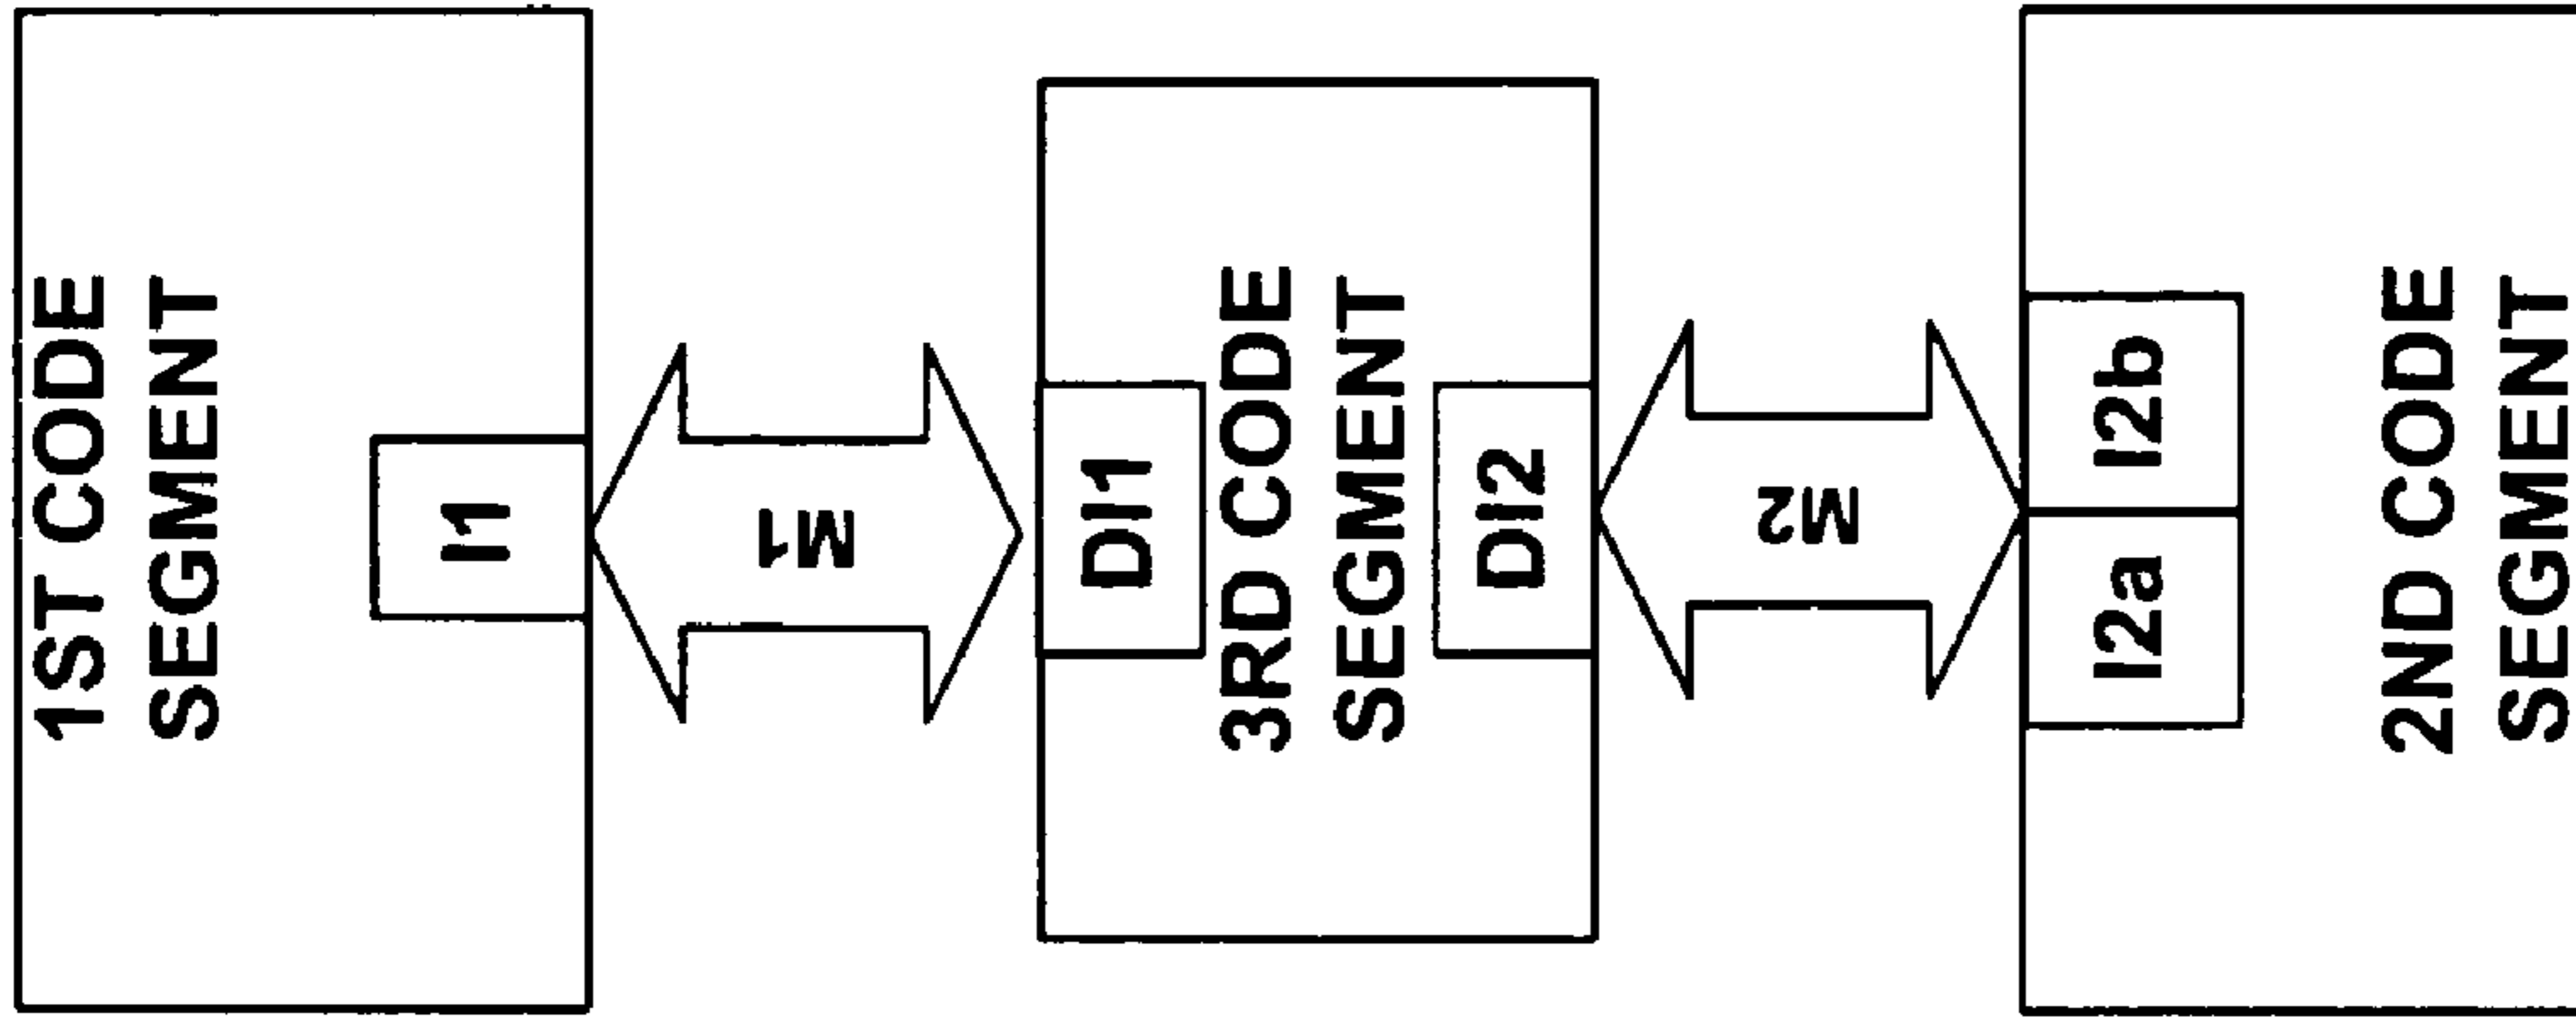 1ST CODE
SEGMENT
I1
M1
DI1
3RD CODE
SEGMENT
DI2
M2
I2a
I2b
2ND CODE
SEGMENT